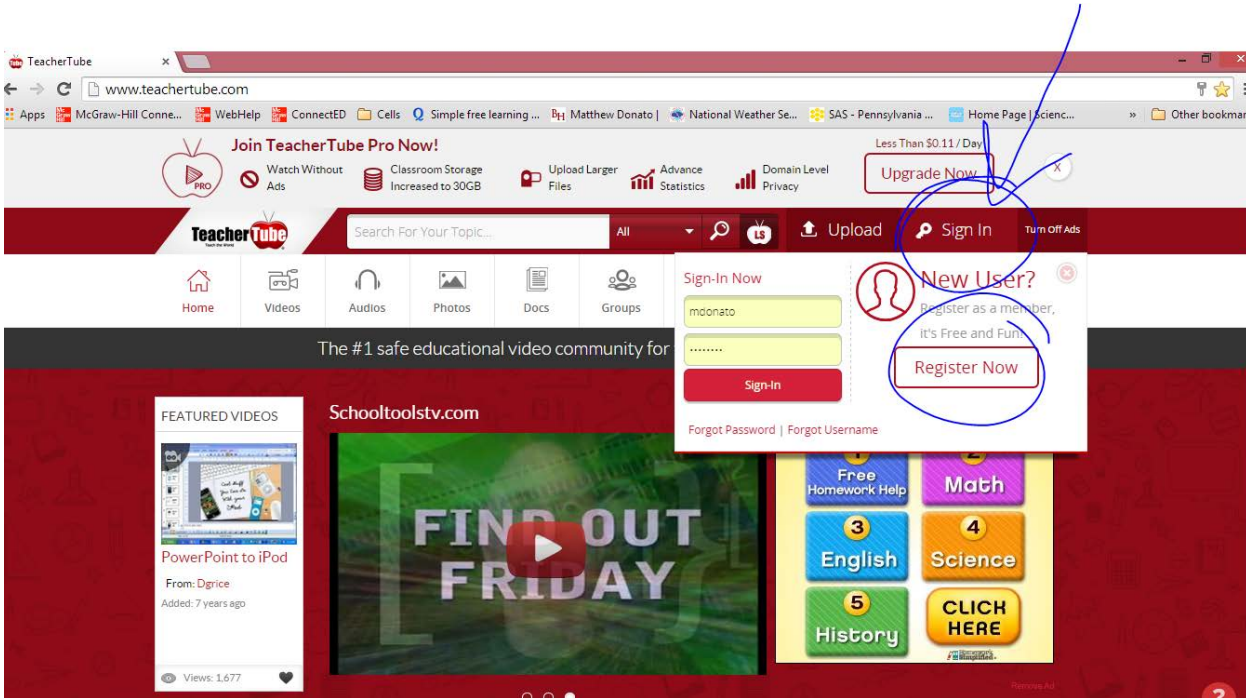 TeacherTube
www.teachertube.com
Apps McGraw-Hill Conne... WebHelp ConnectED Cells Simple free learning ... BH Matthew Donato | National Weather Se... SAS - Pennsylvania ... Home Page | Scienc... » Other bookmar
Join TeacherTube Pro Now!
PRO
Watch Without Ads
Classroom Storage Increased to 30GB
Upload Larger Files
Advance Statistics
Domain Level Privacy
Less Than $0.11 / Day
Upgrade Now
X
TeacherTube
Teach the World
Search For Your Topic...
All
LS
Upload
Sign In
Turn Off Ads
Home Videos Audios Photos Docs Groups
Sign-In Now
mdonato
........
Sign-In
Forgot Password | Forgot Username
New User?
Register as a member,
it's Free and Fun!
Register Now
The #1 safe educational video community for
FEATURED VIDEOS
PowerPoint to iPod
From: Dgrice
Added: 7 years ago
Views: 1,677
Schooltoolstv.com
FIND OUT
FRIDAY
1
Free
Homework Help
2
Math
3
English
4
Science
5
History
CLICK
HERE
Remove Ad
?